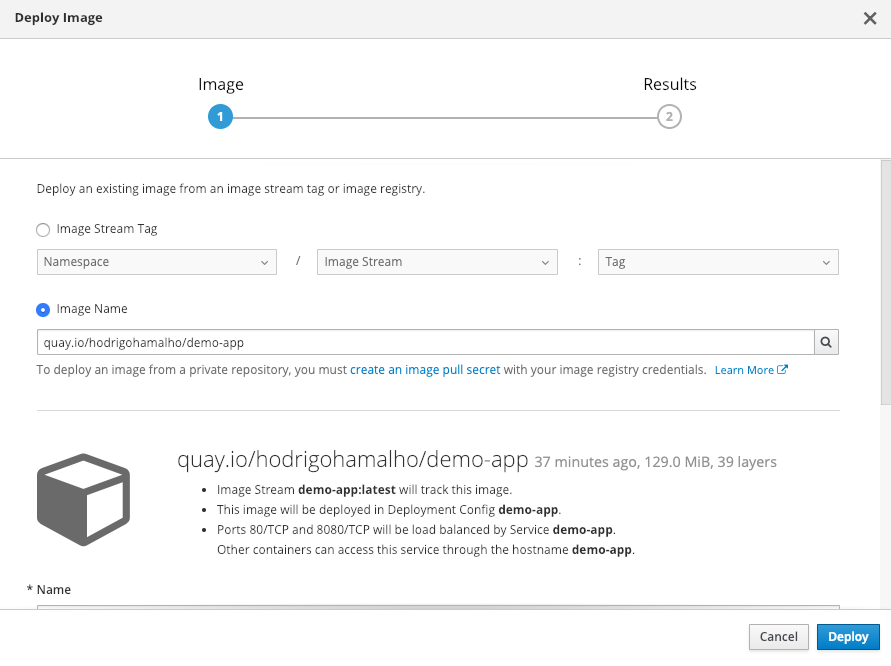 Deploy Image
Image
Results
1
2
Deploy an existing image from an image stream tag or image registry.
Image Stream Tag
Namespace / Image Stream : Tag
Image Name
quay.io/hodrigohamalho/demo-app
To deploy an image from a private repository, you must create an image pull secret with your image registry credentials. Learn More
quay.io/hodrigohamalho/demo-app 37 minutes ago, 129.0 MiB, 39 layers
• Image Stream demo-app:latest will track this image.
• This image will be deployed in Deployment Config demo-app.
• Ports 80/TCP and 8080/TCP will be load balanced by Service demo-app.
Other containers can access this service through the hostname demo-app.
* Name
Cancel Deploy